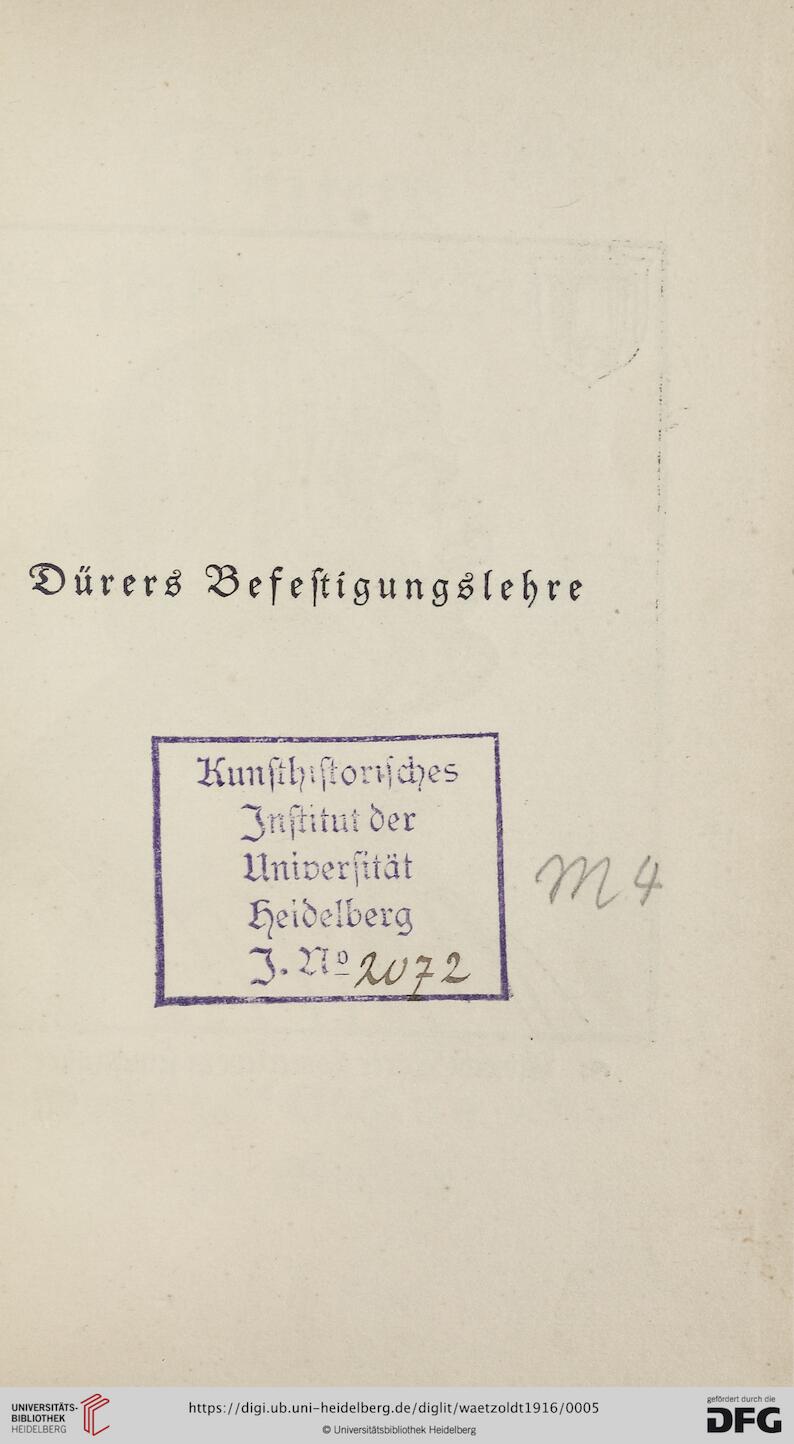 Dürers Befeſtigungslehre
Kunſthiſtoriſches
Inſtitut der
Univerſität
Heidelberg
J. Nº 2072
M 4
UNIVERSITÄTS-
BIBLIOTHEK
HEIDELBERG
https://digi.ub.uni-heidelberg.de/diglit/waetzoldt1916/0005
© Universitätsbibliothek Heidelberg
gefördert durch die
DFG